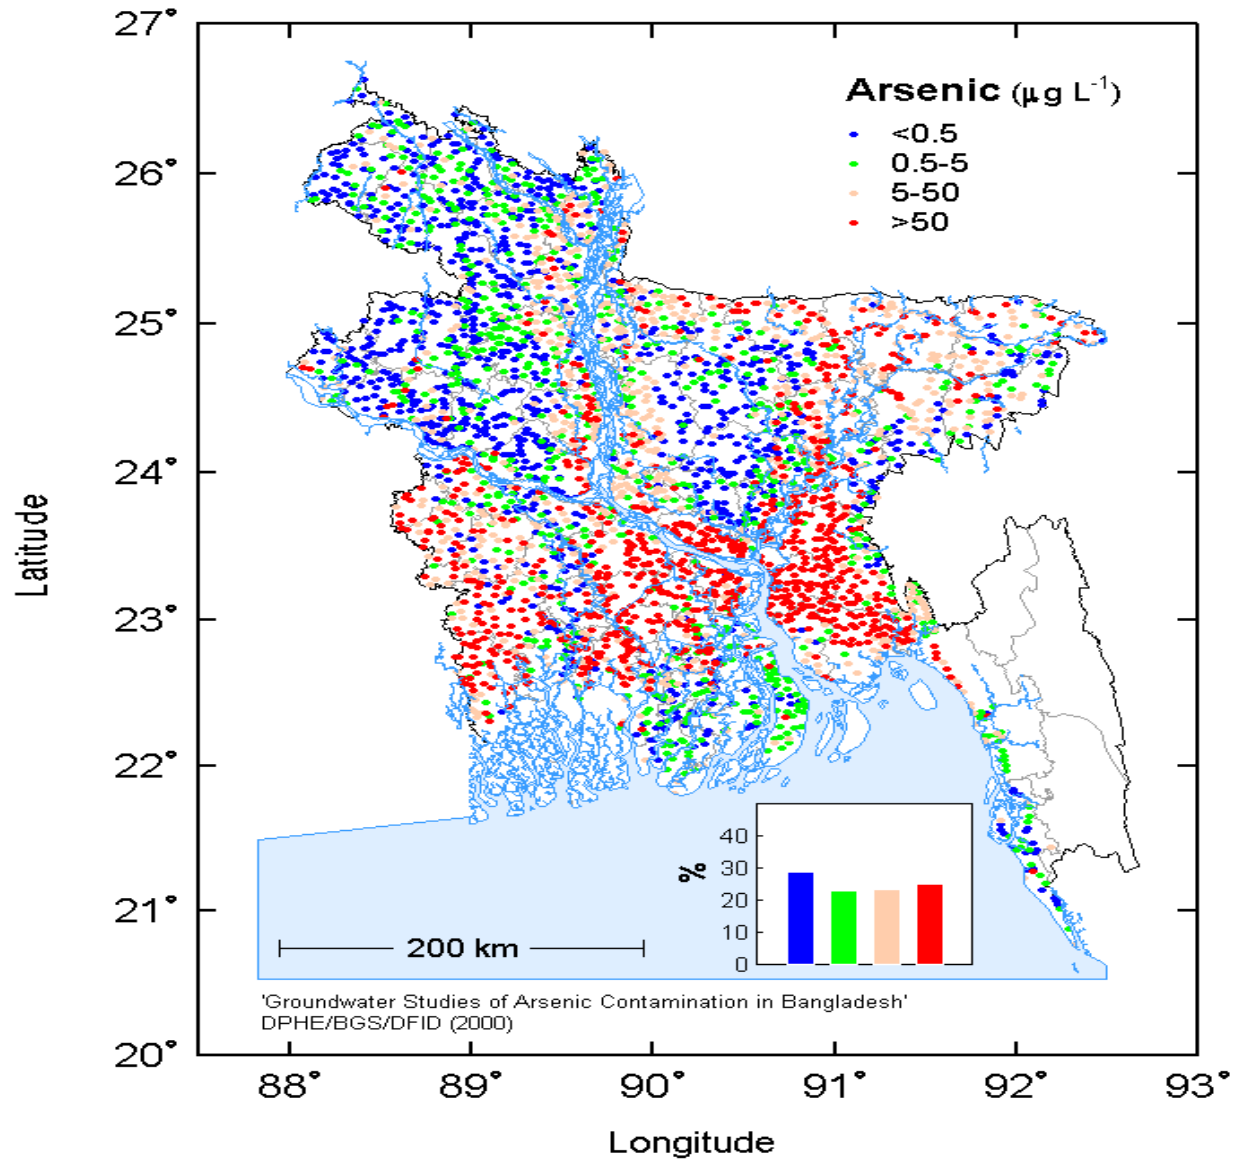 27°
26°
25°
24°
23°
22°
21°
20°
Latitude
Arsenic (µg L-1)
<0.5
0.5-5
5-50
>50
40
30
20
10
0
%
200 km
'Groundwater Studies of Arsenic Contamination in Bangladesh'
DPHE/BGS/DFID (2000)
88° 89° 90° 91° 92° 93°
Longitude